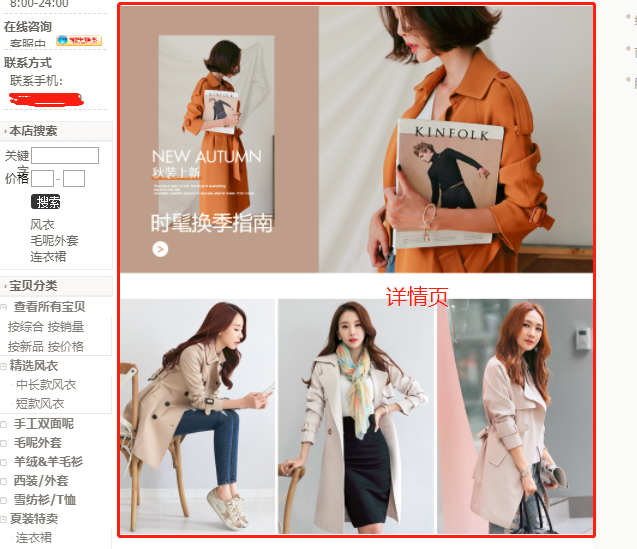 8:00-24:00
在线咨询
客服中
联系方式
联系手机:
本店搜索
关键字
价格 -
搜索
风衣
毛呢外套
连衣裙
宝贝分类
查看所有宝贝
按综合 按销量
按新品 按价格
精选风衣
中长款风衣
短款风衣
手工双面呢
毛呢外套
羊绒&羊毛衫
西装/外套
雪纺衫/T恤
夏装特卖
连衣裙
KINFOLK
NEW AUTUMN
秋装上新
时髦换季指南
>
详情页